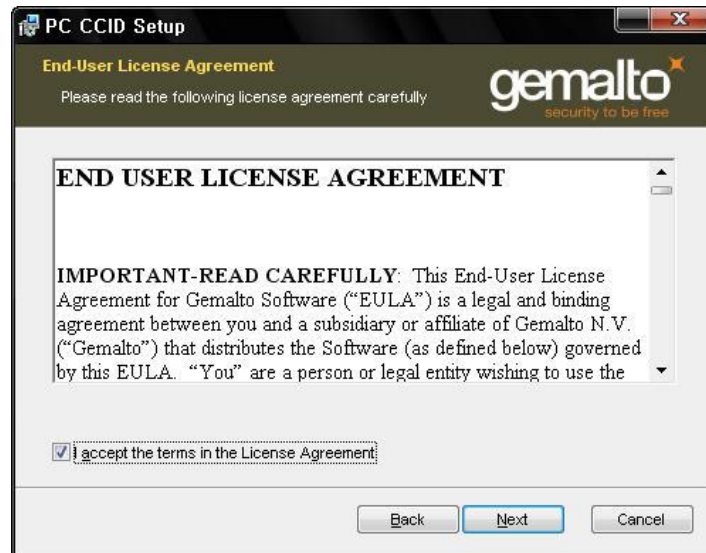 PC CCID Setup
End-User License Agreement
Please read the following license agreement carefully
gemalto
security to be free
END USER LICENSE AGREEMENT
IMPORTANT-READ CAREFULLY: This End-User License
Agreement for Gemalto Software (“EULA”) is a legal and binding
agreement between you and a subsidiary or affiliate of Gemalto N.V.
(“Gemalto”) that distributes the Software (as defined below) governed
by this EULA. “You” are a person or legal entity wishing to use the
I accept the terms in the License Agreement
Back Next Cancel